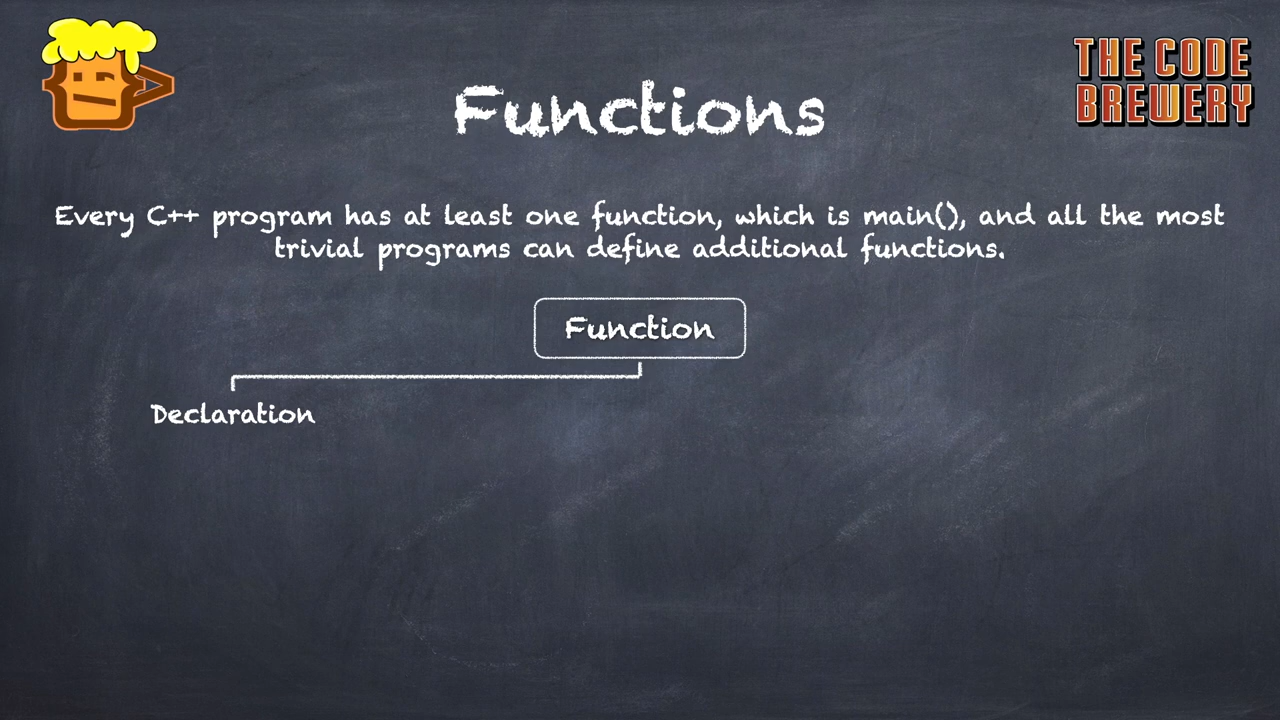 THE CODE
BREWERY
Functions
Every C++ program has at least one function, which is main(), and all the most
trivial programs can define additional functions.
Function
Declaration